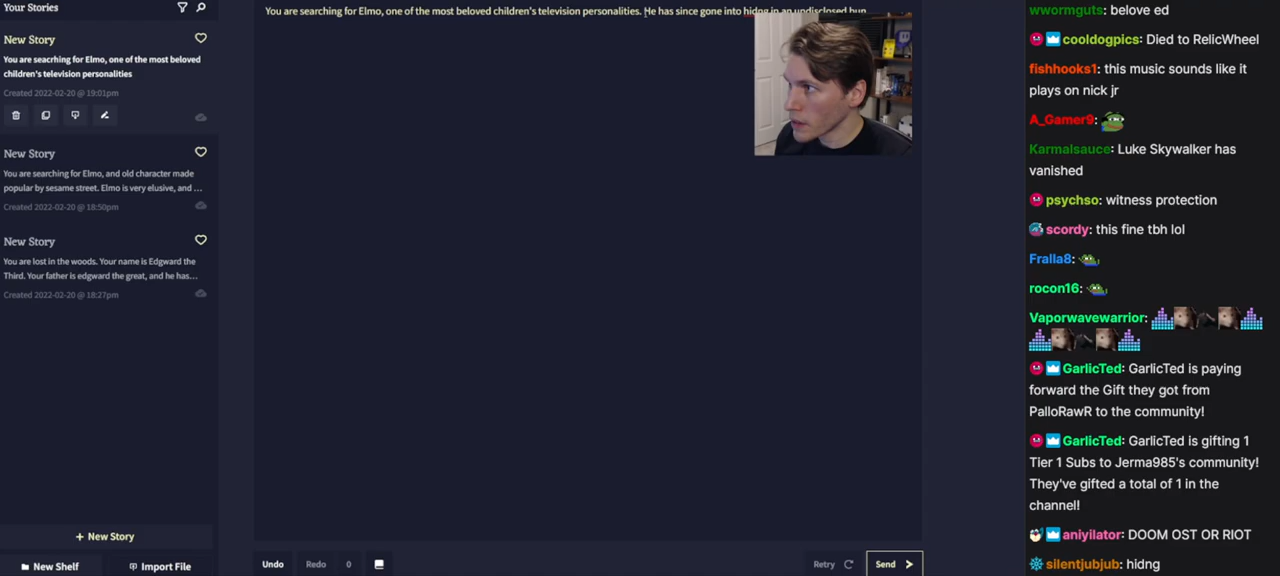 Your Stories
New Story
You are seacrhing for Elmo, one of the most beloved
children's television personalities
Created 2022-02-20 @ 19:01pm
New Story
You are searching for Elmo, and old character made
popular by sesame street. Elmo is very elusive, and ...
Created 2022-02-20 @ 18:50pm
New Story
You are lost in the woods. Your name is Edgward the
Third. Your father is edgward the great, and he has...
Created 2022-02-20 @ 18:27pm
+ New Story
New Shelf
Import File
You are searching for Elmo, one of the most beloved children's television personalities. He has since gone into hidng in an undisclosed bun
Undo
Redo
0
Retry
Send
wwormguts: belove ed
cooldogpics: Died to RelicWheel
fishhooks1: this music sounds like it
plays on nick jr
A_Gamer9:
Karmalsauce: Luke Skywalker has
vanished
psychso: witness protection
scordy: this fine tbh lol
Fralla8:
rocon16:
Vaporwavewarrior:
GarlicTed: GarlicTed is paying
forward the Gift they got from
PalloRawR to the community!
GarlicTed: GarlicTed is gifting 1
Tier 1 Subs to Jerma985's community!
They've gifted a total of 1 in the
channel!
aniyilator: DOOM OST OR RIOT
silentjubjub: hidng